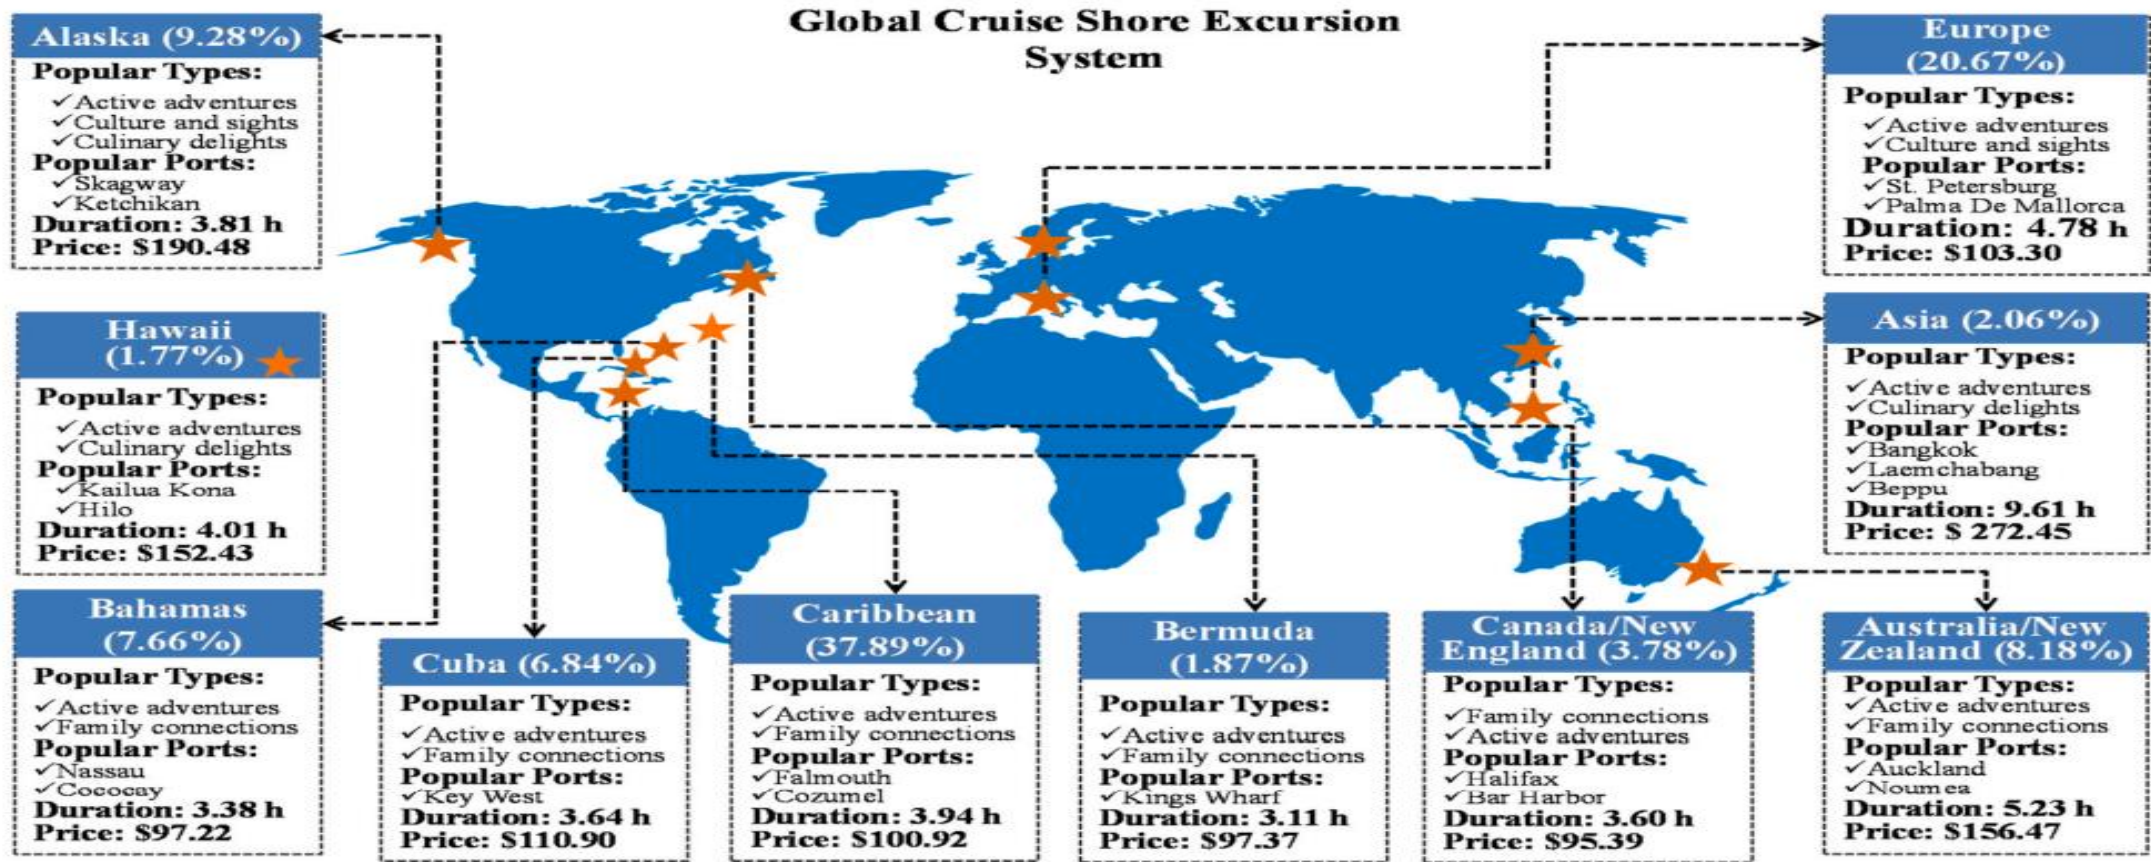 Global Cruise Shore Excursion
System
Alaska (9.28%)
Popular Types:
✓Active adventures
✓Culture and sights
✓Culinary delights
Popular Ports:
✓Skagway
✓Ketchikan
Duration: 3.81 h
Price: $190.48
Europe
(20.67%)
Popular Types:
✓Active adventures
✓Culture and sights
Popular Ports:
✓St. Petersburg
✓Palma De Mallorca
Duration: 4.78 h
Price: $103.30
Hawaii
(1.77%)
Popular Types:
✓Active adventures
✓Culinary delights
Popular Ports:
✓Kailua Kona
✓Hilo
Duration: 4.01 h
Price: $152.43
Asia (2.06%)
Popular Types:
✓Active adventures
✓Culinary delights
Popular Ports:
✓Bangkok
✓Laemchabang
✓Beppu
Duration: 9.61 h
Price: $ 272.45
Bahamas
(7.66%)
Popular Types:
✓Active adventures
✓Family connections
Popular Ports:
✓Nassau
✓Cococay
Duration: 3.38 h
Price: $97.22
Cuba (6.84%)
Popular Types:
✓Active adventures
✓Family connections
Popular Ports:
✓Key West
Duration: 3.64 h
Price: $110.90
Caribbean
(37.89%)
Popular Types:
✓Active adventures
✓Family connections
Popular Ports:
✓Falmouth
✓Cozumel
Duration: 3.94 h
Price: $100.92
Bermuda
(1.87%)
Popular Types:
✓Active adventures
✓Family connections
Popular Ports:
✓Kings Wharf
Duration: 3.11 h
Price: $97.37
Canada/New
England (3.78%)
Popular Types:
✓Family connections
✓Active adventures
Popular Ports:
✓Halifax
✓Bar Harbor
Duration: 3.60 h
Price: $95.39
Australia/New
Zealand (8.18%)
Popular Types:
✓Active adventures
✓Family connections
Popular Ports:
✓Auckland
✓Noumea
Duration: 5.23 h
Price: $156.47